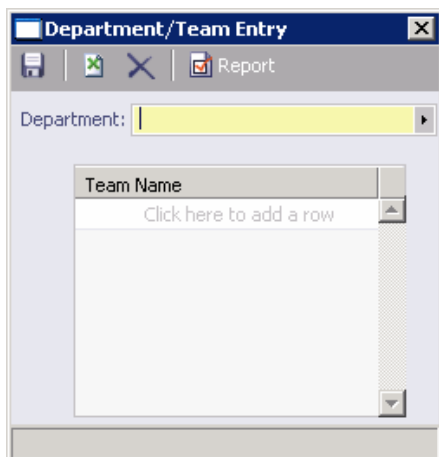 Department/Team Entry
Report
Department:
Team Name
Click here to add a row